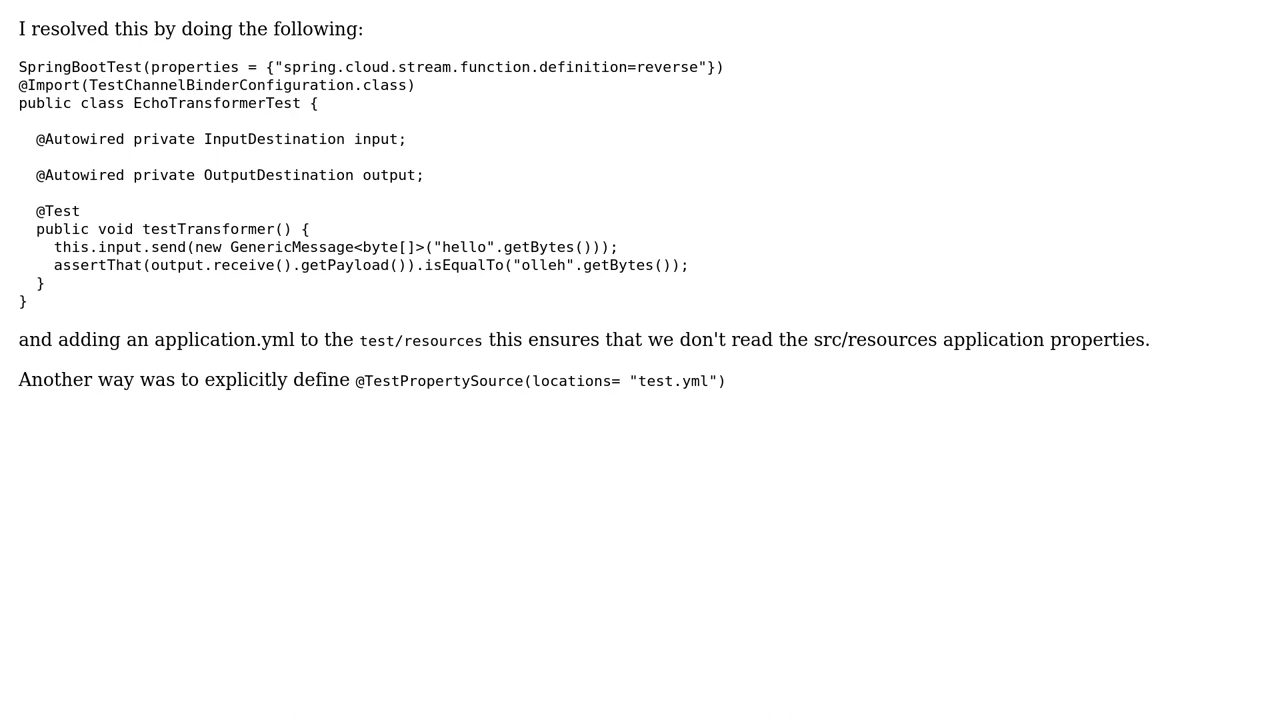 I resolved this by doing the following:
SpringBootTest(properties = {"spring.cloud.stream.function.definition=reverse"})
@Import(TestChannelBinderConfiguration.class)
public class EchoTransformerTest {
@Autowired private InputDestination input;
@Autowired private OutputDestination output;
@Test
public void testTransformer() {
this.input.send(new GenericMessage<byte[]>("hello".getBytes()));
assertThat(output.receive().getPayload()).isEqualTo("olleh".getBytes());
}
}
and adding an application.yml to the test/resources this ensures that we don't read the src/resources application properties.
Another way was to explicitly define @TestPropertySource(locations= "test.yml")